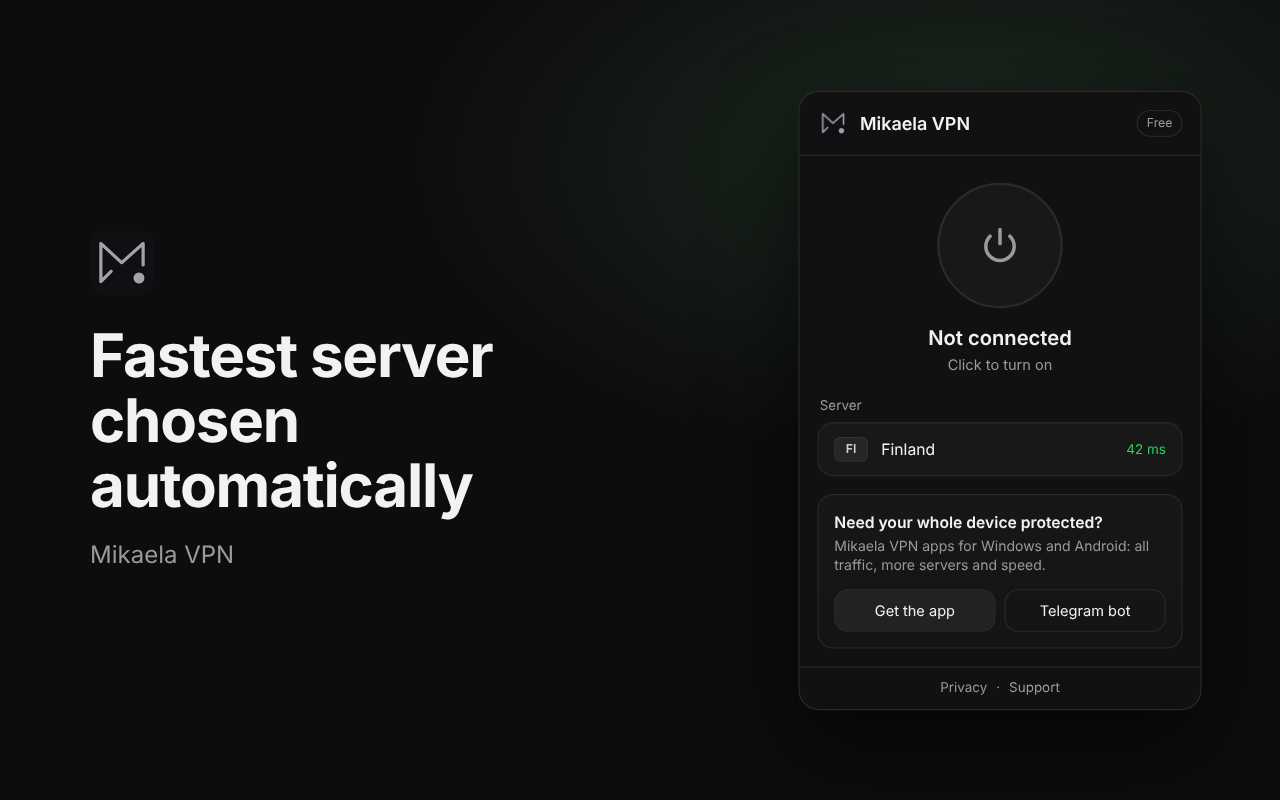 Fastest server
chosen
automatically
Mikaela VPN
Mikaela VPN
Free
Not connected
Click to turn on
Server
FI
Finland
42 ms
Need your whole device protected?
Mikaela VPN apps for Windows and Android: all
traffic, more servers and speed.
Get the app
Telegram bot
Privacy · Support